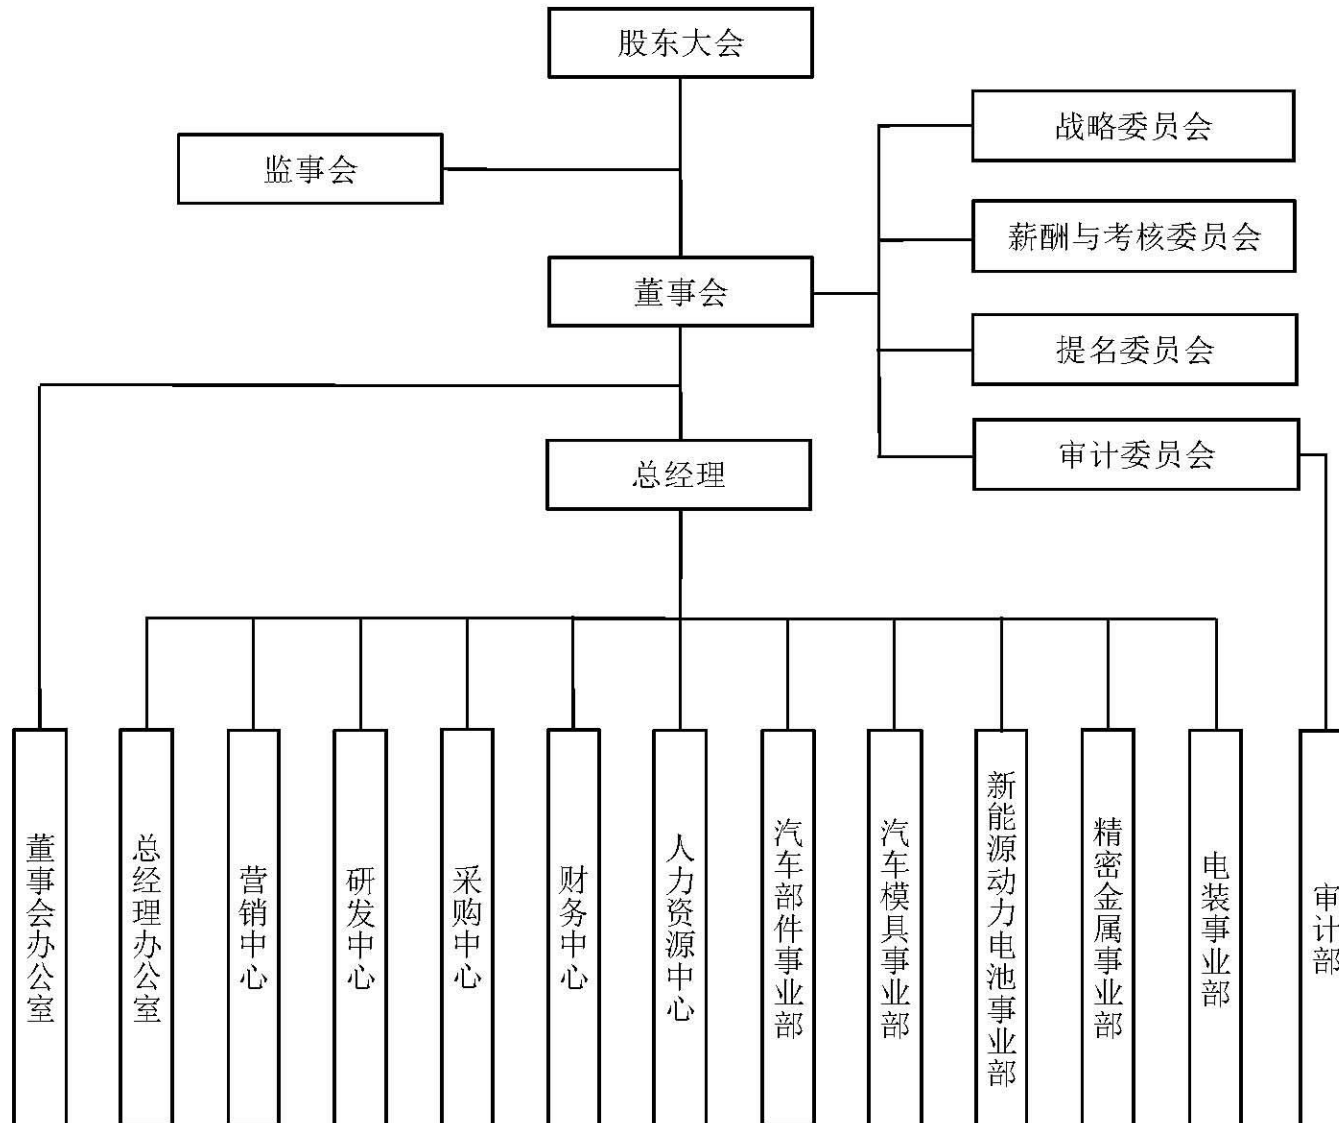 股东大会
战略委员会
监事会
薪酬与考核委员会
董事会
提名委员会
总经理
审计委员会
董事会办公室
总经理办公室
营销中心
研发中心
采购中心
财务中心
人力资源中心
汽车部件事业部
汽车模具事业部
新能源动力电池事业部
精密金属事业部
电装事业部
审计部